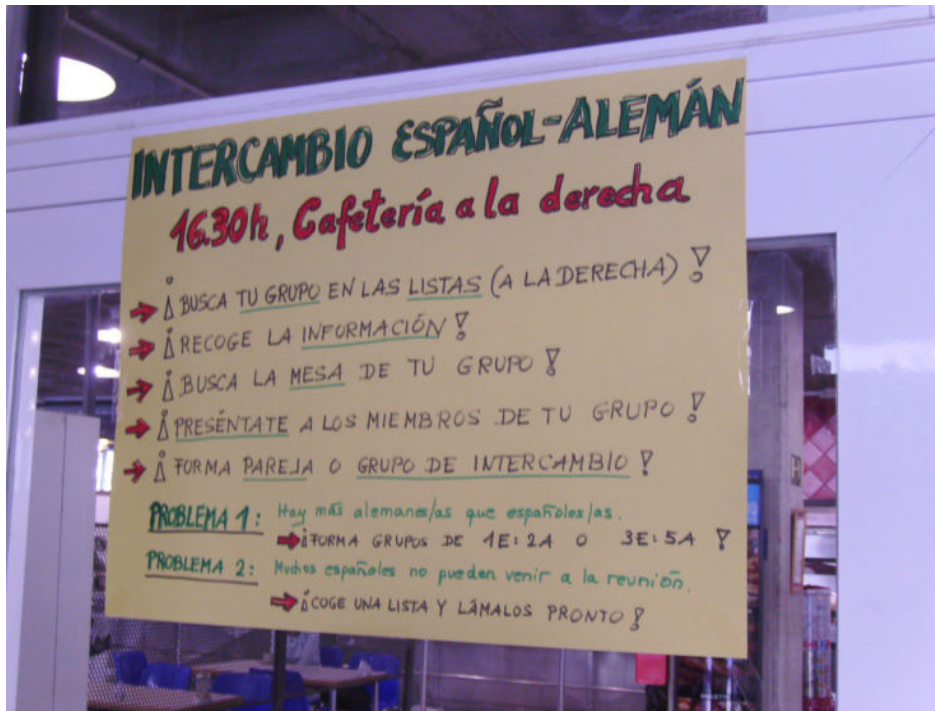 INTERCAMBIO ESPAÑOL-ALEMÁN
16.30h, Cafetería a la derecha
¡BUSCA TU GRUPO EN LAS LISTAS (A LA DERECHA)!
¡RECOGE LA INFORMACIÓN!
¡BUSCA LA MESA DE TU GRUPO!
¡PRESÉNTATE A LOS MIEMBROS DE TU GRUPO!
¡FORMA PAREJA O GRUPO DE INTERCAMBIO!
PROBLEMA 1: Hay más alemanes/as que españoles/as.
¡FORMA GRUPOS DE 1E:2A O 3E:5A!
PROBLEMA 2: Muchos españoles no pueden venir a la reunión.
¡COGE UNA LISTA Y LÁMALOS PRONTO!